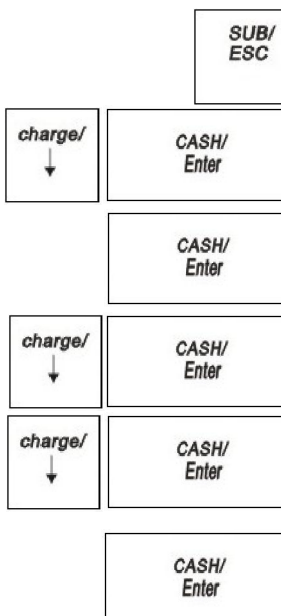 SUB/
ESC
charge/
↓
CASH/
Enter
CASH/
Enter
charge/
↓
CASH/
Enter
charge/
↓
CASH/
Enter
CASH/
Enter